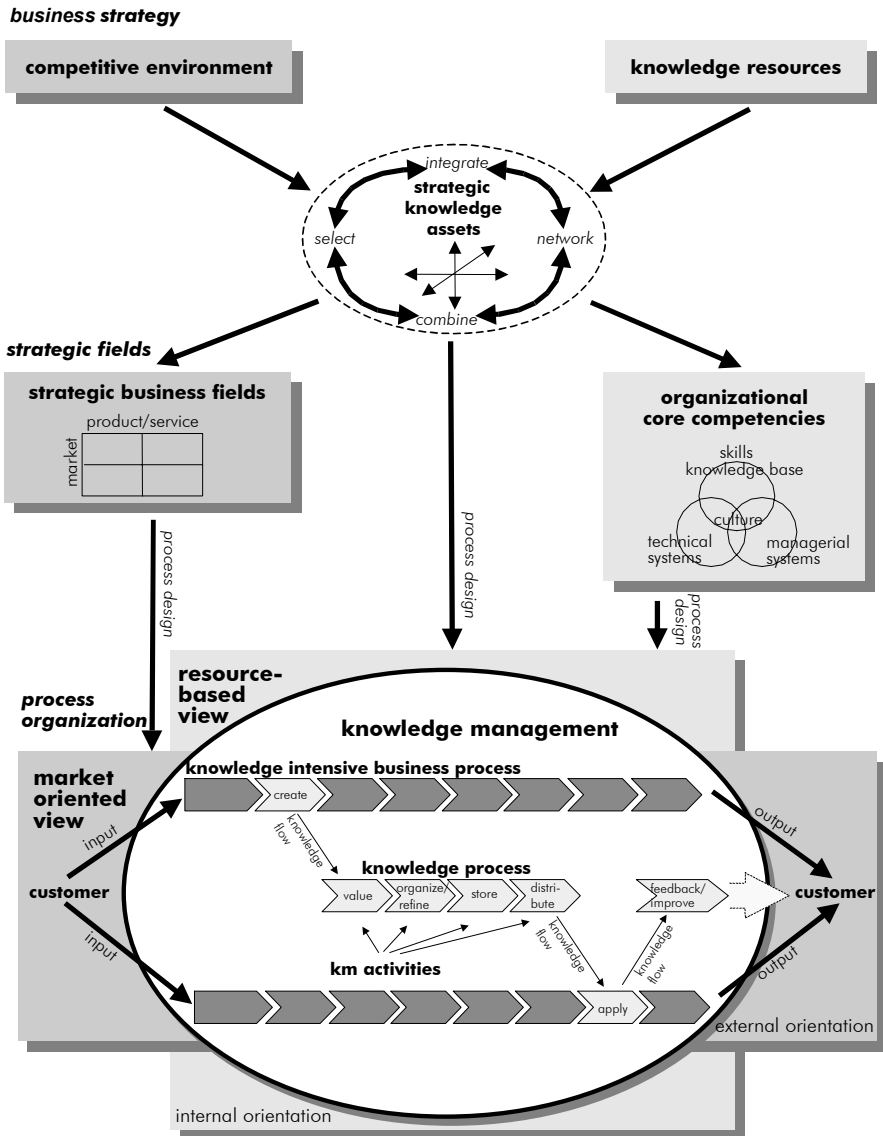 business strategy
competitive environment
knowledge resources
integrate
strategic
knowledge
assets
select
network
combine
strategic fields
strategic business fields
product/service
market
organizational
core competencies
skills
knowledge base
culture
technical
systems
managerial
systems
process design
process design
process
design
resource-
based
view
process
organization
knowledge management
market
oriented
view
knowledge intensive business process
create
input
output
knowledge
flow
knowledge process
customer
value
organize/
refine
store
distri-
bute
feedback/
improve
customer
input
km activities
knowledge
flow
knowledge
flow
output
apply
external orientation
internal orientation